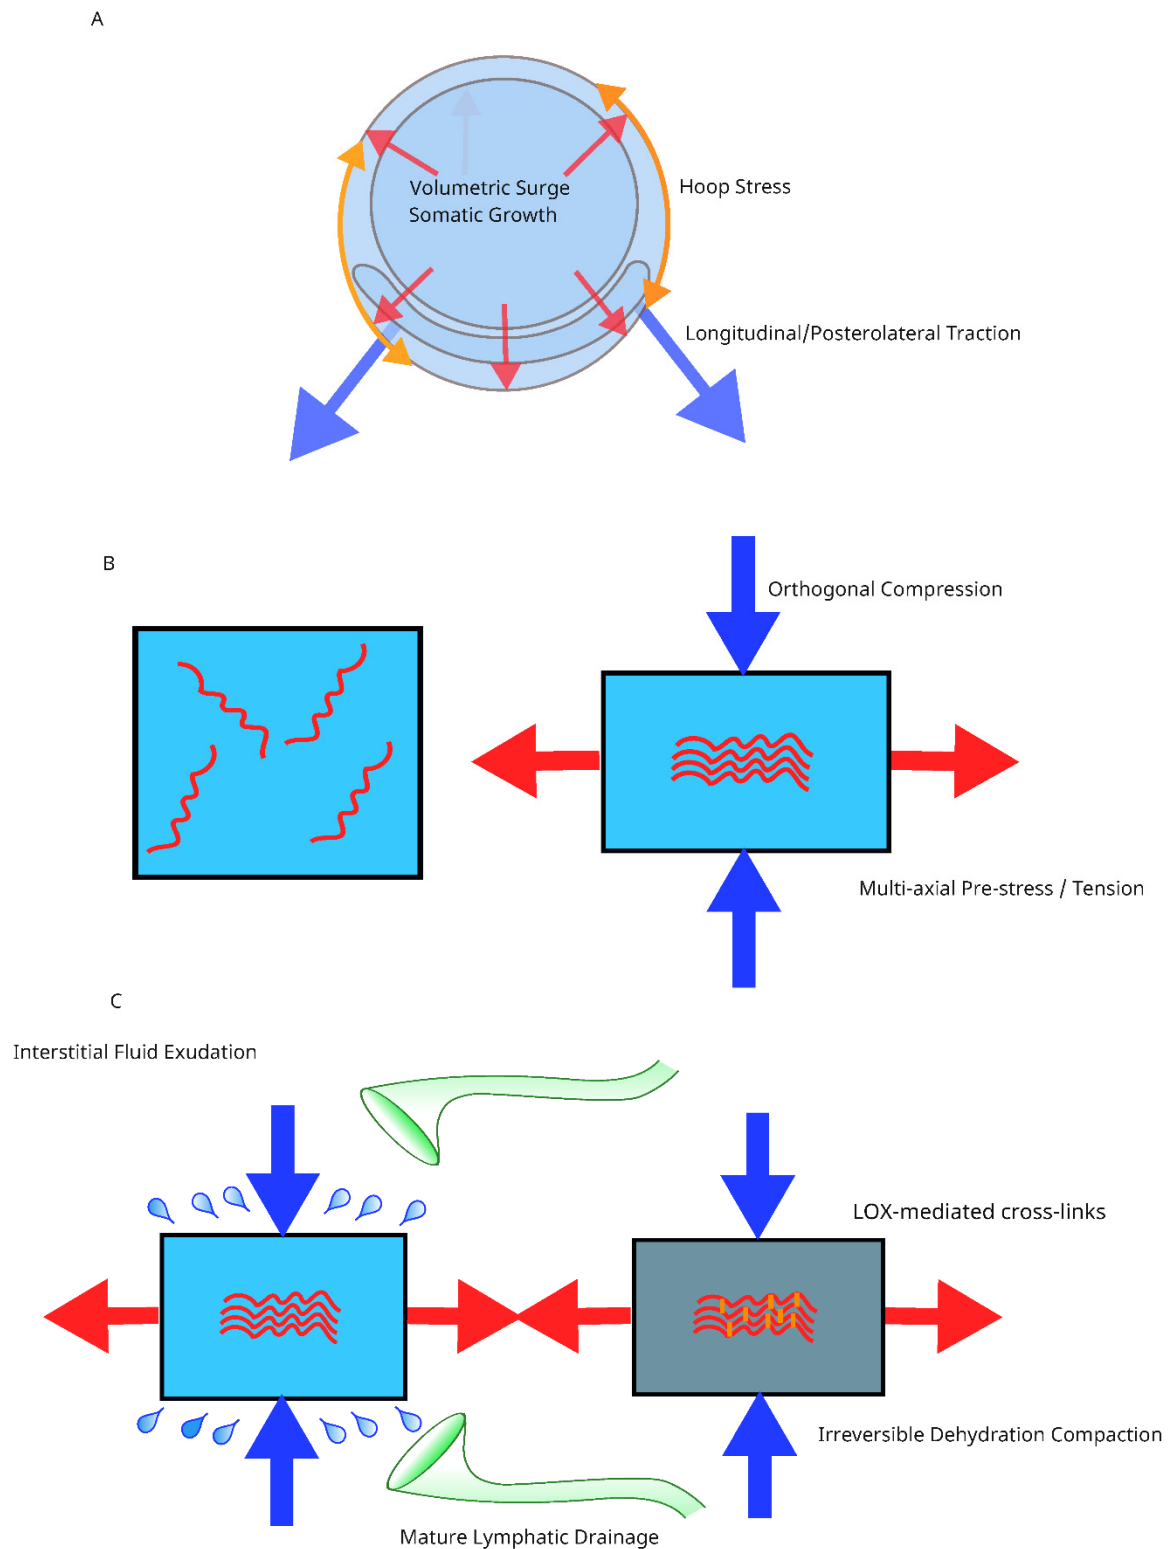 A
Volumetric Surge
Somatic Growth
Hoop Stress
Longitudinal/Posterolateral Traction
B
Orthogonal Compression
Multi-axial Pre-stress / Tension
C
Interstitial Fluid Exudation
LOX-mediated cross-links
Irreversible Dehydration Compaction
Mature Lymphatic Drainage